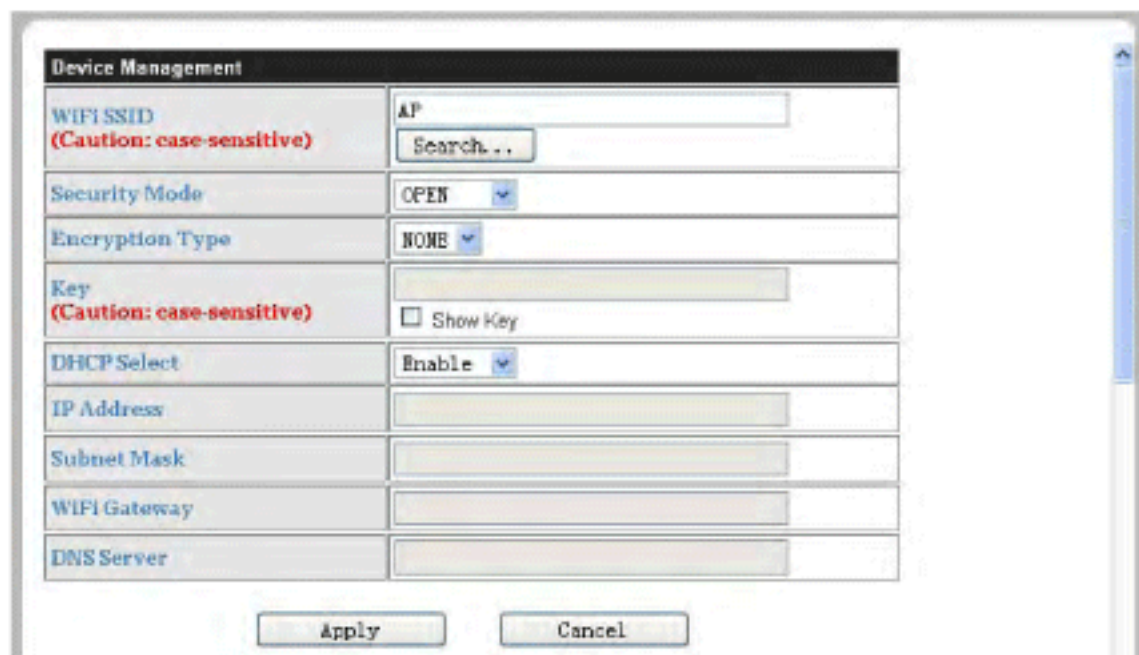 Device Management
WiFi SSID
(Caution: case-sensitive)
AP
Search...
Security Mode
OPEN
Encryption Type
NONE
Key
(Caution: case-sensitive)
Show Key
DHCP Select
Enable
IP Address
Subnet Mask
WiFi Gateway
DNS Server
Apply
Cancel